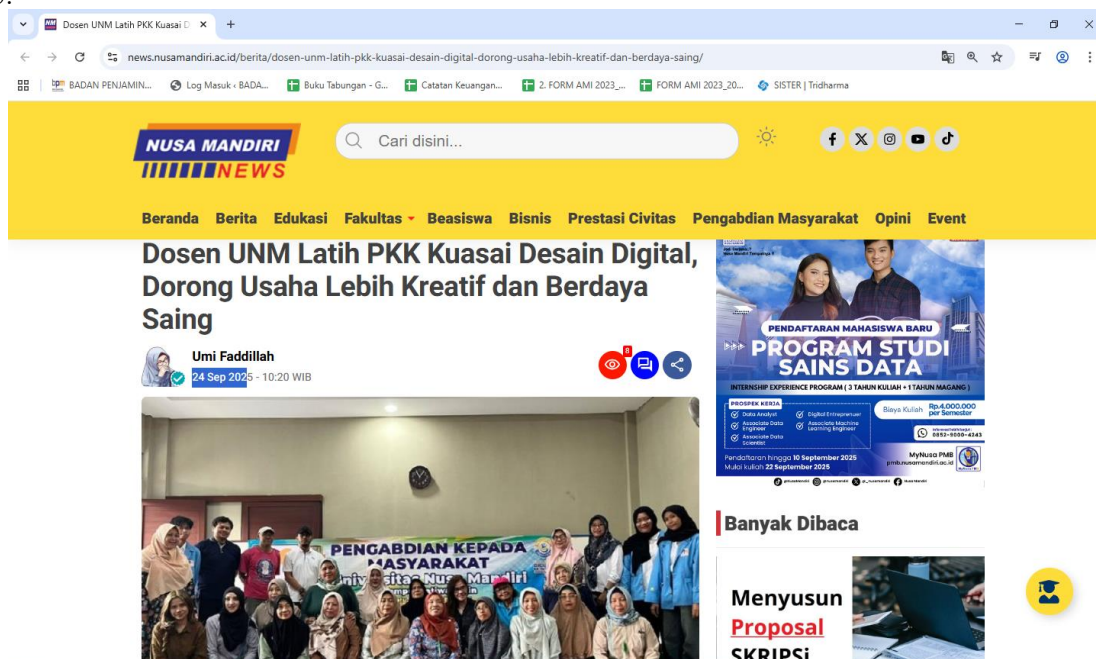 Dosen UNM Latih PKK Kuasai D
news.nusamandiri.ac.id/berita/dosen-unm-latih-pkk-kuasai-desain-digital-dorong-usaha-lebih-kreatif-dan-berdaya-saing/
BADAN PENJAMIN...
Log Masuk ‹ BADA...
Buku Tabungan - G...
Catatan Keuangan...
2. FORM AMI 2023_...
FORM AMI 2023_20...
SISTER | Tridharma
NUSA MANDIRI
NEWS
Cari disini...
Beranda Berita Edukasi Fakultas Beasiswa Bisnis Prestasi Civitas Pengabdian Masyarakat Opini Event
Dosen UNM Latih PKK Kuasai Desain Digital,
Dorong Usaha Lebih Kreatif dan Berdaya
Saing
Umi Faddillah
24 Sep 2025 - 10:20 WIB
8
PENGABDIAN KEPADA
MASYARAKAT
Universitas Nusa Mandiri
PENDAFTARAN MAHASISWA BARU
PROGRAM STUDI
SAINS DATA
INTERNSHIP EXPERIENCE PROGRAM ( 3 TAHUN KULIAH + 1 TAHUN MAGANG )
PROSPEK KERJA
Data Analyst
Associate Data
Engineer
Associate Data
Scientist
Digital Entrepreneur
Associate Machine
Learning Engineer
Biaya Kuliah
Rp.4.000.000
per Semester
0852-9000-4343
Pendaftaran hingga 10 September 2025
Mulai kuliah 22 September 2025
MyNusa PMB
pmb.nusamandiri.ac.id
Banyak Dibaca
Menyusun
Proposal
SKRIPSi